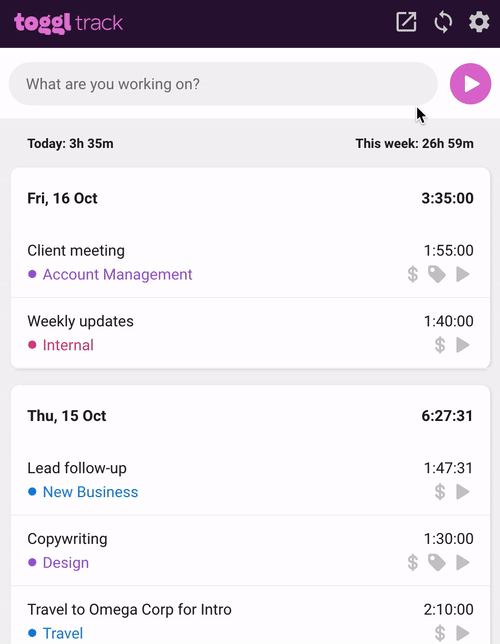 toggl track
What are you working on?
Today: 3h 35m This week: 26h 59m
Fri, 16 Oct 3:35:00
Client meeting 1:55:00
Account Management $
Weekly updates 1:40:00
Internal $
Thu, 15 Oct 6:27:31
Lead follow-up 1:47:31
New Business $
Copywriting 1:30:00
Design $
Travel to Omega Corp for Intro 2:10:00
Travel $